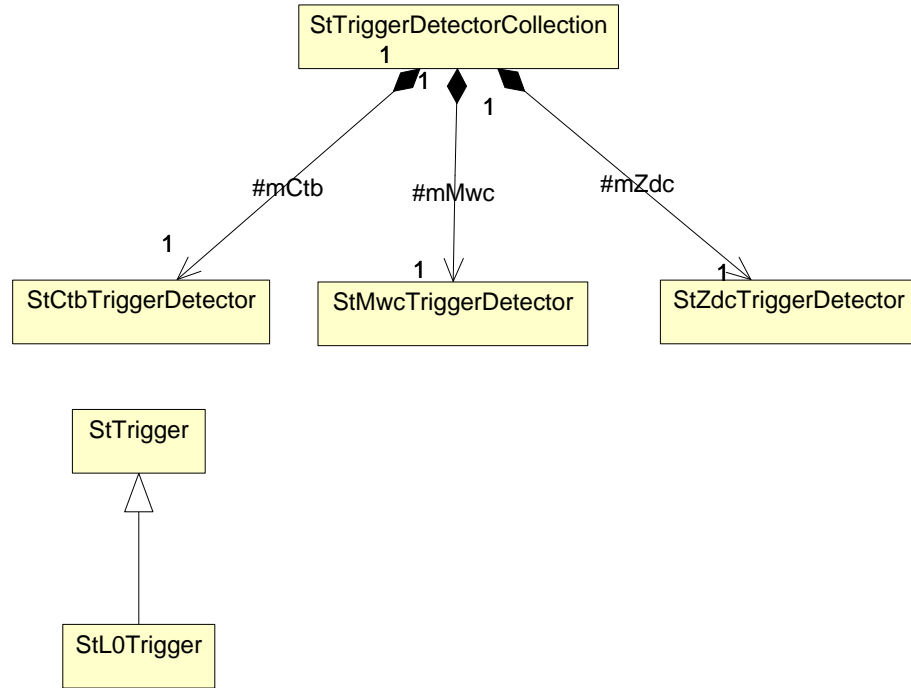 StTriggerDetectorCollection
1
1
1
#mCtb
#mMwc
#mZdc
1
1
1
StCtbTriggerDetector
StMwcTriggerDetector
StZdcTriggerDetector
StTrigger
StL0Trigger